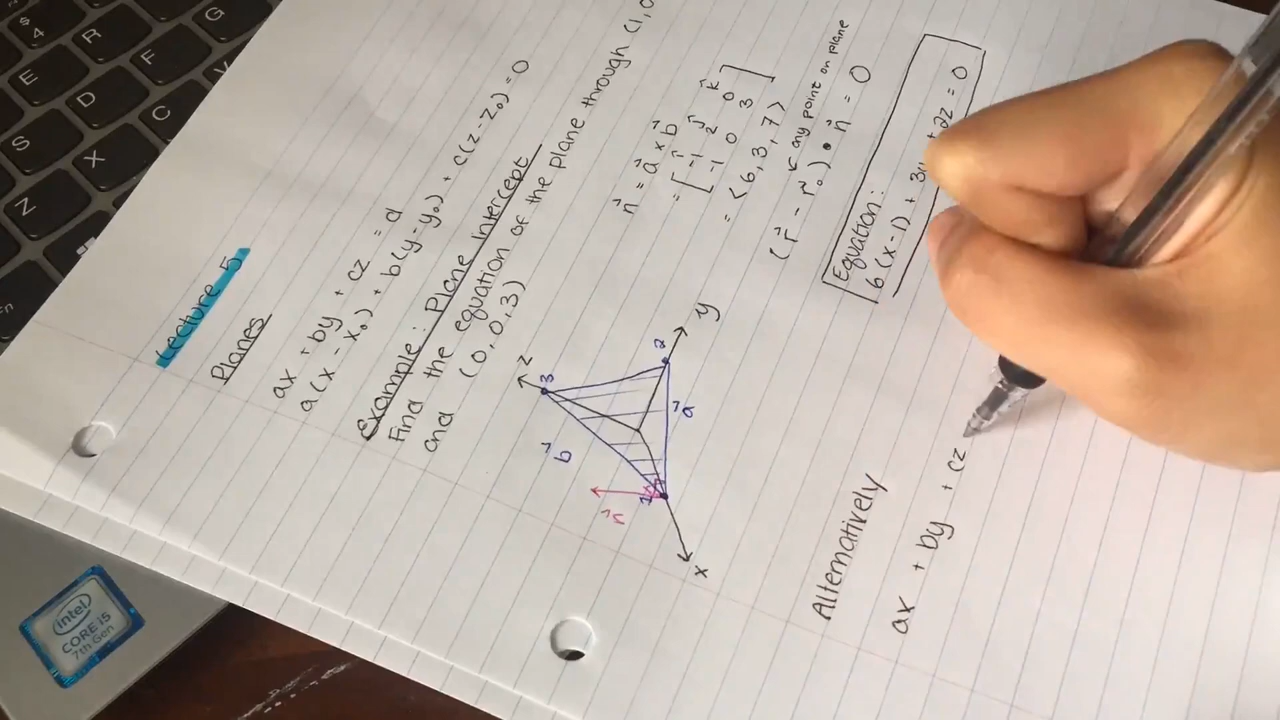 Lecture 5
Planes
ax + by + cz = d
a(x - x₀) + b(y - y₀) + c(z - z₀) = 0
Example: Plane Intercept
Find the equation of the plane through (1,0
and (0,0,3)
z
3
b⃗
n⃗
1
x
a⃗
2
y
n⃗ = a⃗ × b⃗
= [ î ĵ k̂
-1 2 0
-1 0 3 ]
= <6, 3, 7>
(r⃗ - r⃗₀) • n⃗ = 0
← any point on plane
Equation:
6(x-1) + 3y + 2z = 0
Alternatively
ax + by + cz
$
4
R
G
E
F
D
S
C
X
Z
Fn
intel
CORE i5
7th Gen